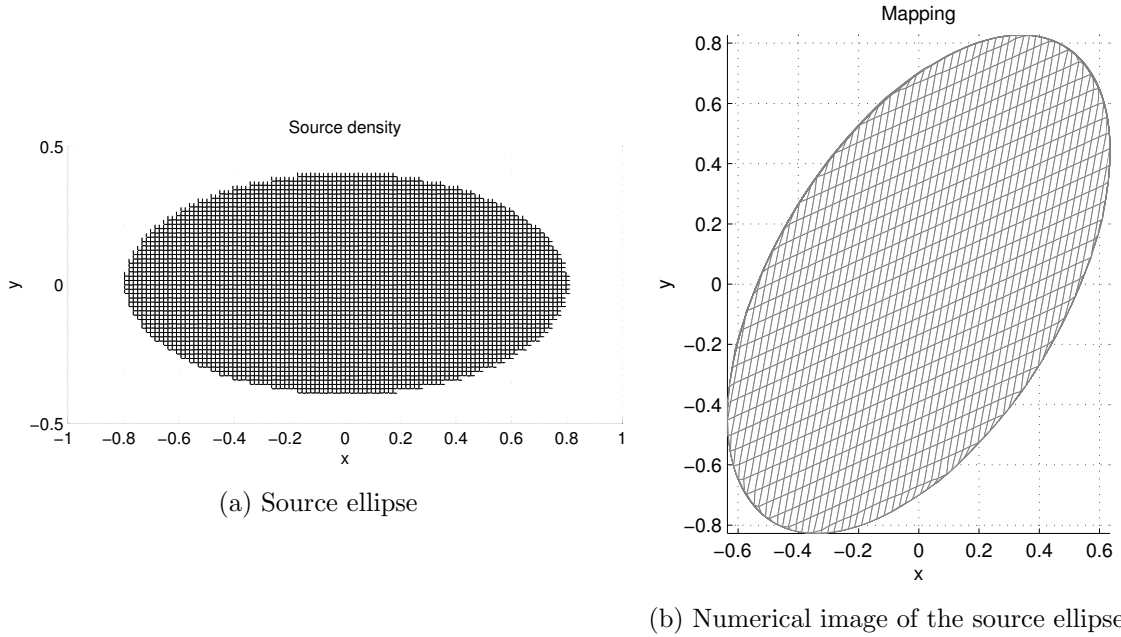 Source density
0.5
0
−0.5
y
−1 −0.8 −0.6 −0.4 −0.2 0 0.2 0.4 0.6 0.8 1
x
(a) Source ellipse
Mapping
0.8
0.6
0.4
0.2
0
−0.2
−0.4
−0.6
−0.8
y
−0.6 −0.4 −0.2 0 0.2 0.4 0.6
x
(b) Numerical image of the source ellipse